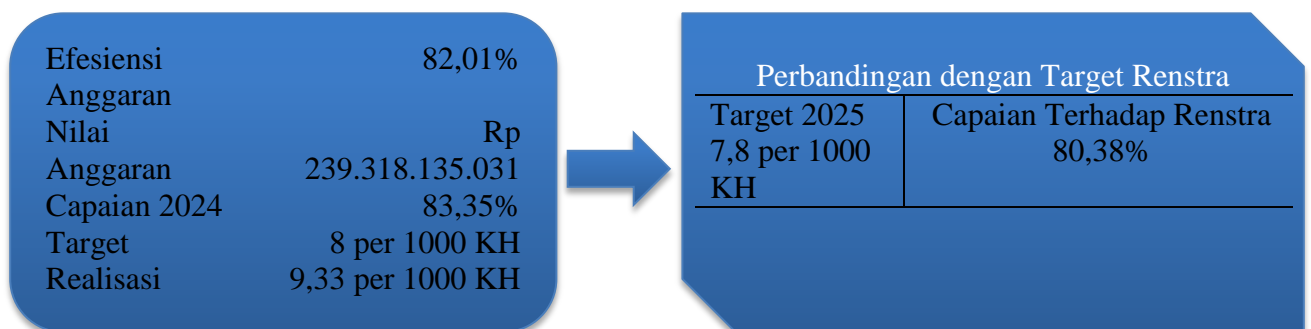 Efesiensi 82,01%
Anggaran
Nilai Rp
Anggaran 239.318.135.031
Capaian 2024 83,35%
Target 8 per 1000 KH
Realisasi 9,33 per 1000 KH
Perbandingan dengan Target Renstra
Target 2025 Capaian Terhadap Renstra
7,8 per 1000 80,38%
KH